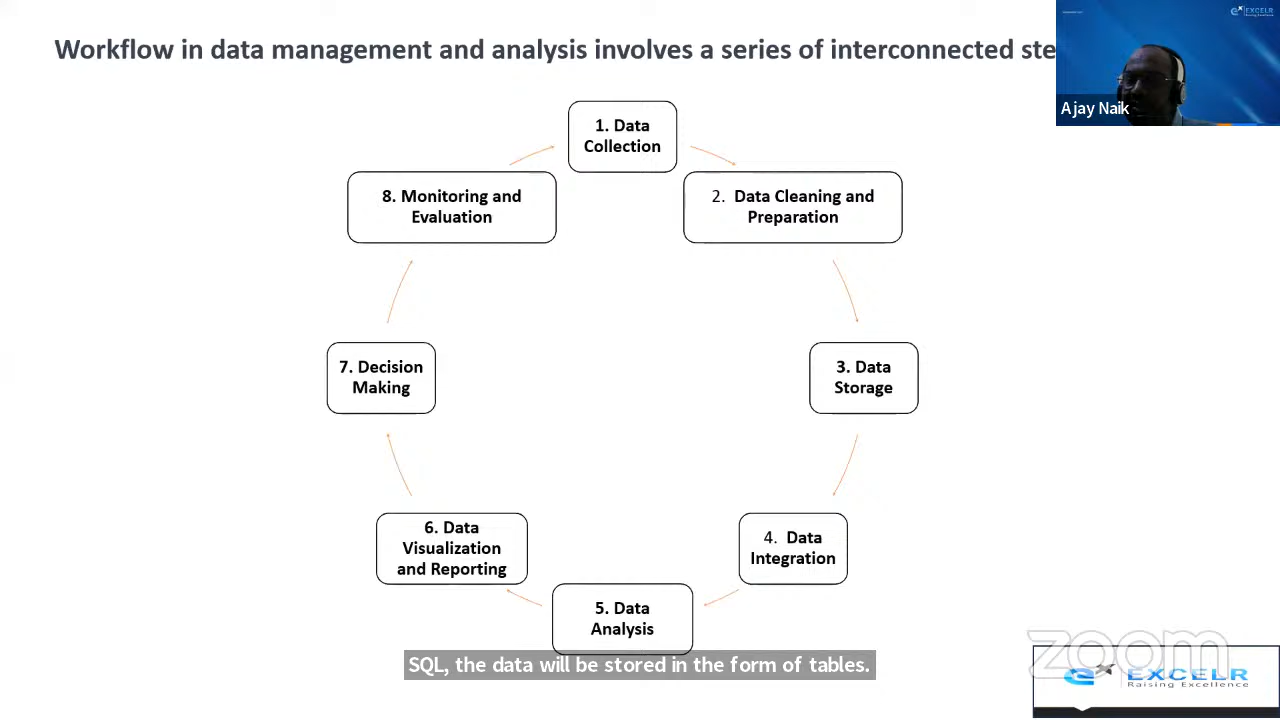 Workflow in data management and analysis involves a series of interconnected ste
EXCELR
Raising Excellence
Ajay Naik
1. Data
Collection
2. Data Cleaning and
Preparation
3. Data
Storage
4. Data
Integration
5. Data
Analysis
6. Data
Visualization
and Reporting
7. Decision
Making
8. Monitoring and
Evaluation
SQL, the data will be stored in the form of tables.
zoom
EXCELR
Raising Excellence